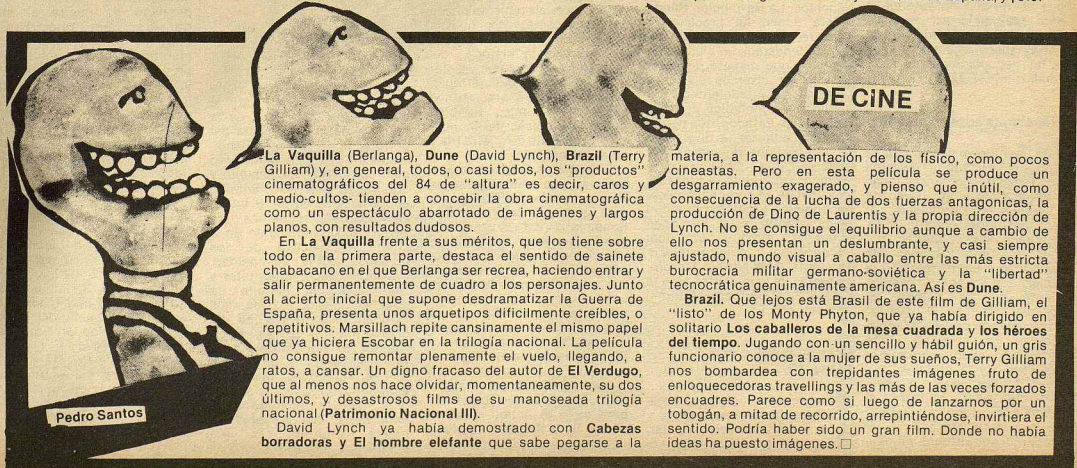 DE CiNE
La Vaquilla (Berlanga), Dune (David Lynch), Brazil (Terry
Gilliam) y, en general, todos, o casi todos, los "productos"
cinematográficos del 84 de "altura" es decir, caros y
medio-cultos- tienden a concebir la obra cinematográfica
como un espectáculo abarrotado de imágenes y largos
planos, con resultados dudosos.
En La Vaquilla frente a sus méritos, que los tiene sobre
todo en la primera parte, destaca el sentido de sainete
chabacano en el que Berlanga ser recrea, haciendo entrar y
salir permanentemente de cuadro a los personajes. Junto
al acierto inicial que supone desdramatizar la Guerra de
España, presenta unos arquetipos dificilmente creíbles, o
repetitivos. Marsillach repite cansinamente el mismo papel
que ya hiciera Escobar en la trilogía nacional. La película
no consigue remontar plenamente el vuelo, llegando, a
ratos, a cansar. Un digno fracaso del autor de El Verdugo,
que al menos nos hace olvidar, momentaneamente, su dos
últimos, y desastrosos films de su manoseada trilogía
nacional (Patrimonio Nacional III).
David Lynch ya había demostrado con Cabezas
borradoras y El hombre elefante que sabe pegarse a la
materia, a la representación de los físico, como pocos
cineastas. Pero en esta película se produce un
desgarramiento exagerado, y pienso que inútil, como
consecuencia de la lucha de dos fuerzas antagonicas, la
producción de Dino de Laurentis y la propia dirección de
Lynch. No se consigue el equilibrio aunque a cambio de
ello nos presentan un deslumbrante, y casi siempre
ajustado, mundo visual a caballo entre las más estricta
burocracia militar germano-soviética y la "libertad"
tecnocrática genuinamente americana. Así es Dune.
Brazil. Que lejos está Brasil de este film de Gilliam, el
"listo" de los Monty Phyton, que ya había dirigido en
solitario Los caballeros de la mesa cuadrada y los héroes
del tiempo. Jugando con un sencillo y hábil guión, un gris
funcionario conoce a la mujer de sus sueños, Terry Gilliam
nos bombardea con trepidantes imágenes fruto de
enloquecedoras travellings y las más de las veces forzados
encuadres. Parece como si luego de lanzarnos por un
tobogán, a mitad de recorrido, arrepintiéndose, invirtiera el
sentido. Podría haber sido un gran film. Donde no había
ideas ha puesto imágenes.
Pedro Santos